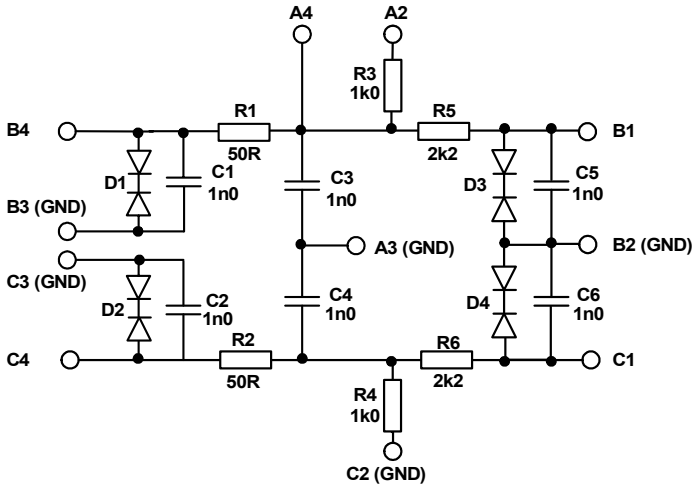 A4
A2
R3
1k0
B4
R1
50R
R5
2k2
B1
D1
C1
1n0
C3
1n0
D3
C5
1n0
B3 (GND)
A3 (GND)
B2 (GND)
C3 (GND)
D2
C2
1n0
C4
1n0
D4
C6
1n0
C4
R2
50R
R6
2k2
C1
R4
1k0
C2 (GND)